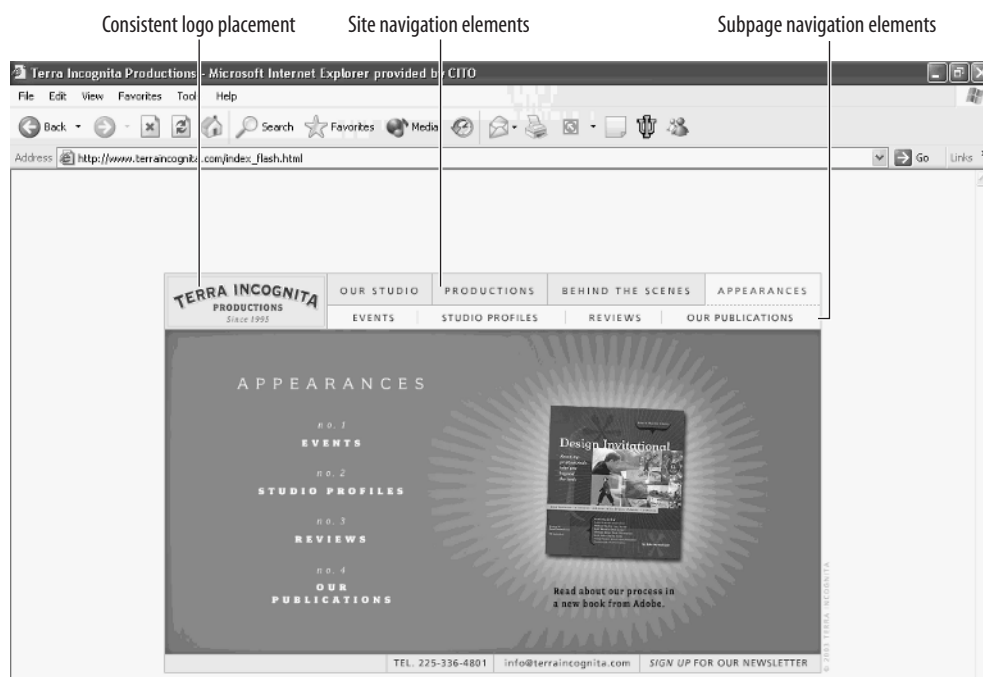 Consistent logo placement
Site navigation elements
Subpage navigation elements
Terra Incognita Productions - Microsoft Internet Explorer provided by CITO
File Edit View Favorites Tools Help
Back Search Favorites Media
Address http://www.terraincognita.com/index_flash.html Go Links
TERRA INCOGNITA
PRODUCTIONS
Since 1995
OUR STUDIO PRODUCTIONS BEHIND THE SCENES APPEARANCES
EVENTS STUDIO PROFILES REVIEWS OUR PUBLICATIONS
APPEARANCES
no. 1
EVENTS
no. 2
STUDIO PROFILES
no. 3
REVIEWS
no. 4
OUR
PUBLICATIONS
Design Invitational
Read about our process in
a new book from Adobe.
© 2003 TERRA INCOGNITA
TEL. 225-336-4801 info@terraincognita.com SIGN UP FOR OUR NEWSLETTER